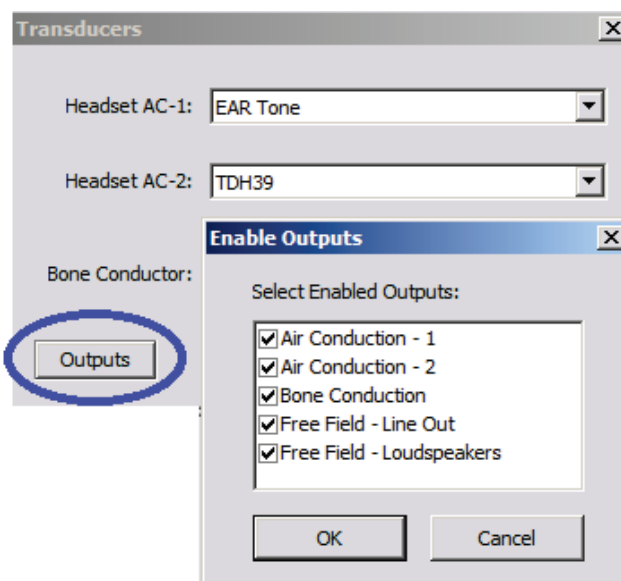 Transducers
Headset AC-1: EAR Tone
Headset AC-2: TDH39
Enable Outputs
Bone Conductor:
Select Enabled Outputs:
Air Conduction - 1
Air Conduction - 2
Bone Conduction
Free Field - Line Out
Free Field - Loudspeakers
Outputs
OK Cancel